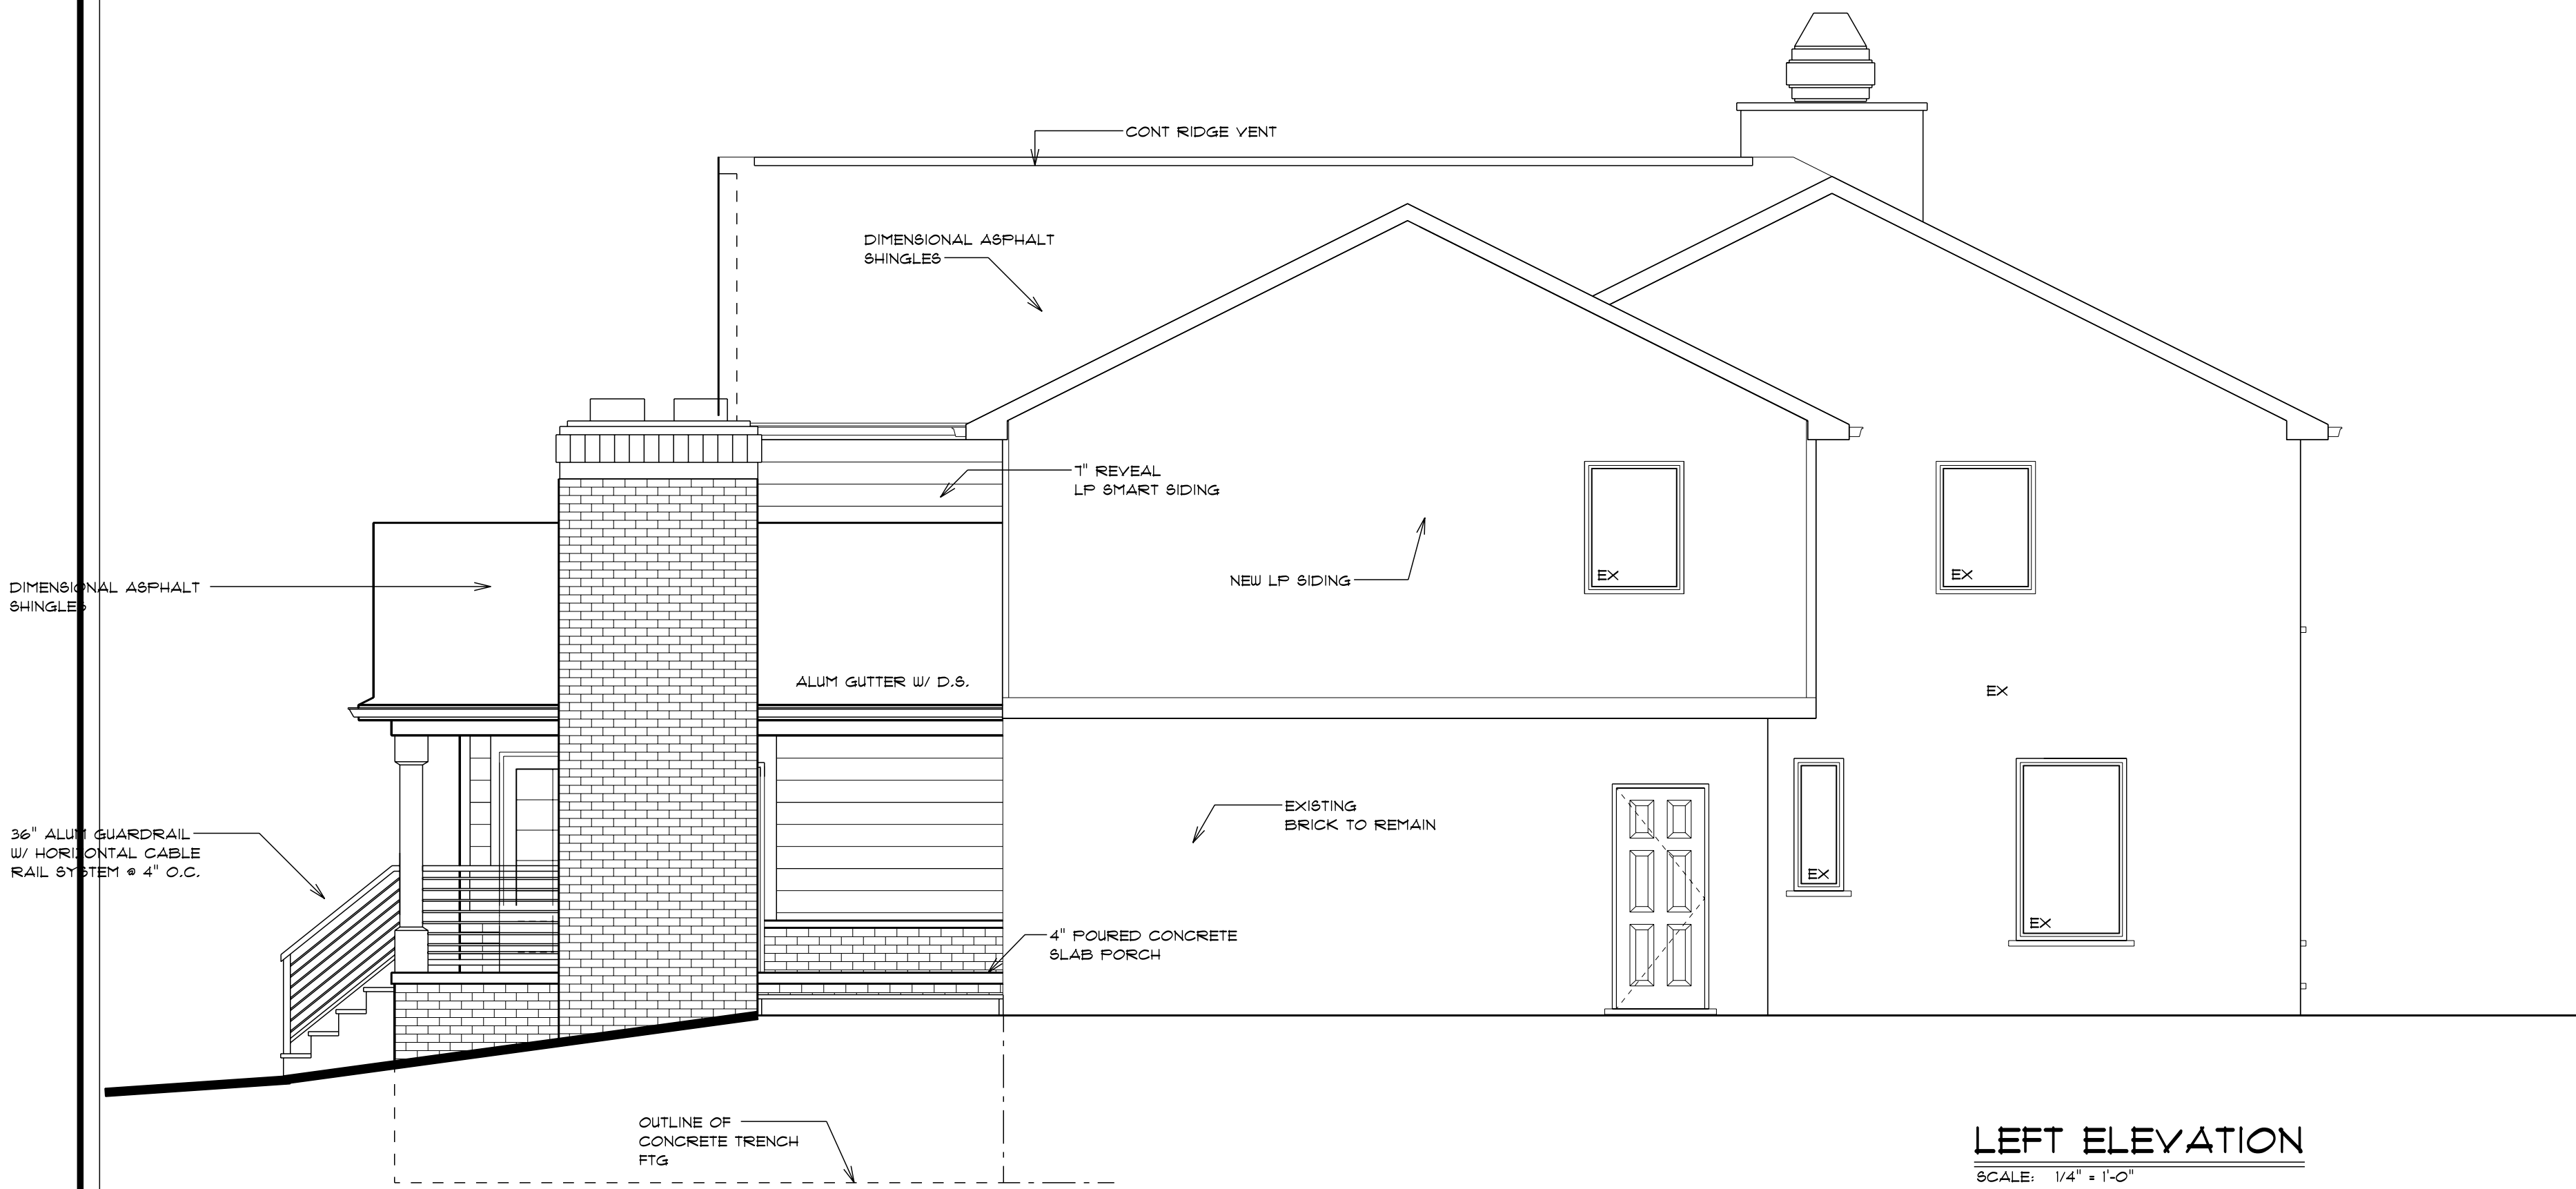 CONT RIDGE VENT
DIMENSIONAL ASPHALT
SHINGLES
7" REVEAL
LP SMART SIDING
NEW LP SIDING
EX
EX
DIMENSIONAL ASPHALT
SHINGLES
ALUM GUTTER W/ D.S.
EX
EXISTING
BRICK TO REMAIN
36" ALUM GUARDRAIL
W/ HORIZONTAL CABLE
RAIL SYSTEM @ 4" O.C.
EX
EX
4" POURED CONCRETE
SLAB PORCH
OUTLINE OF
CONCRETE TRENCH
FTG
LEFT ELEVATION
SCALE: 1/4" = 1'-0"